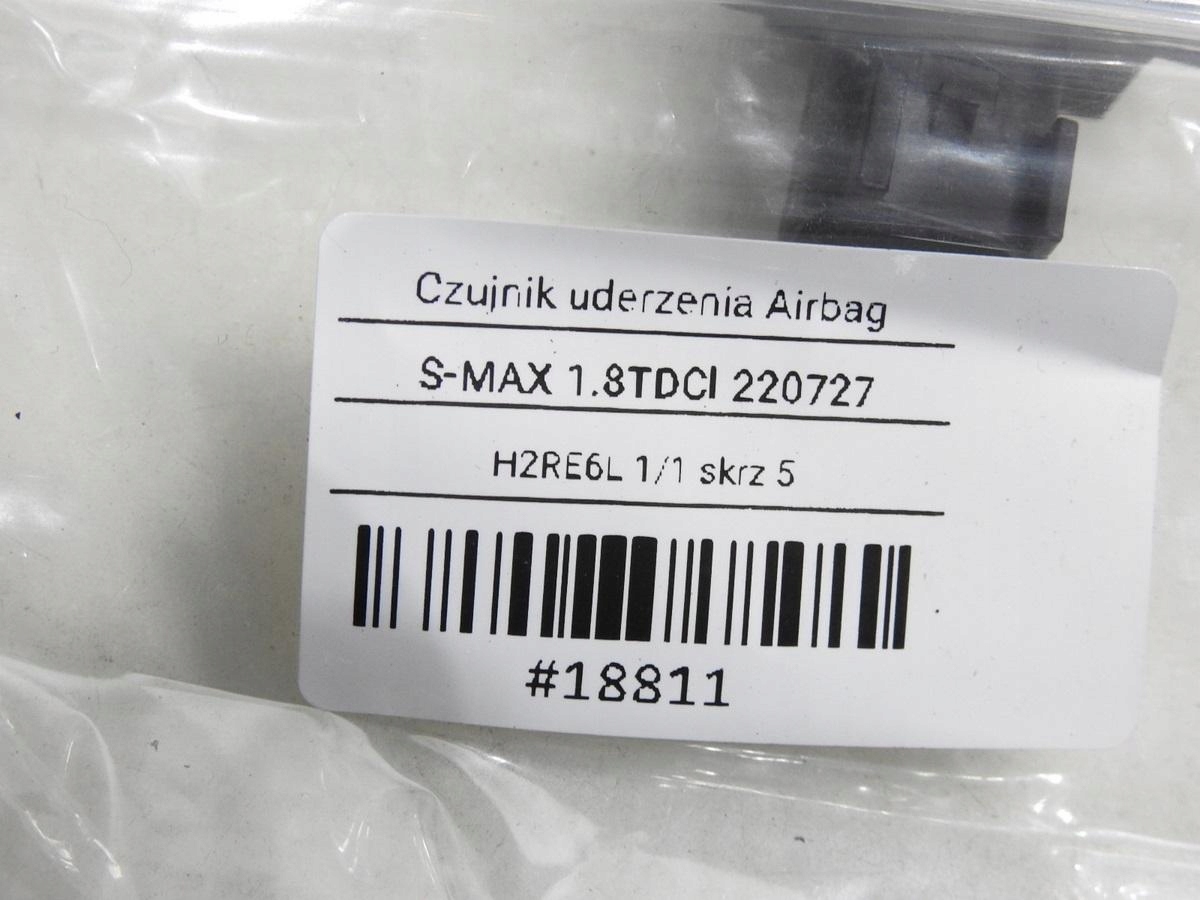 Czujnik uderzenia Airbag
S-MAX 1.8TDCI 220727
H2RE6L 1/1 skrz 5
#18811